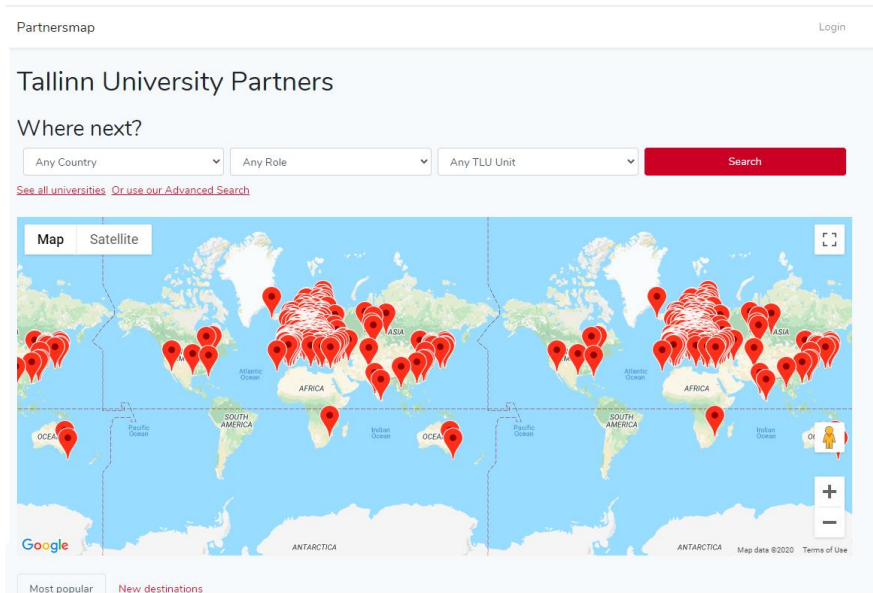 Partnersmap
Login
Tallinn University Partners
Where next?
Any Country
Any Role
Any TLU Unit
Search
See all universities Or use our Advanced Search
Map
Satellite
ASIA
ASIA
Atlantic
Ocean
Atlantic
Ocean
AFRICA
AFRICA
SOUTH
AMERICA
SOUTH
AMERICA
Pacific
Ocean
Indian
Ocean
Pacific
Ocean
Indian
Ocean
OCEA
OCEA
ANTARCTICA
ANTARCTICA
Google
Map data ©2020 Terms of Use
Most popular
New destinations